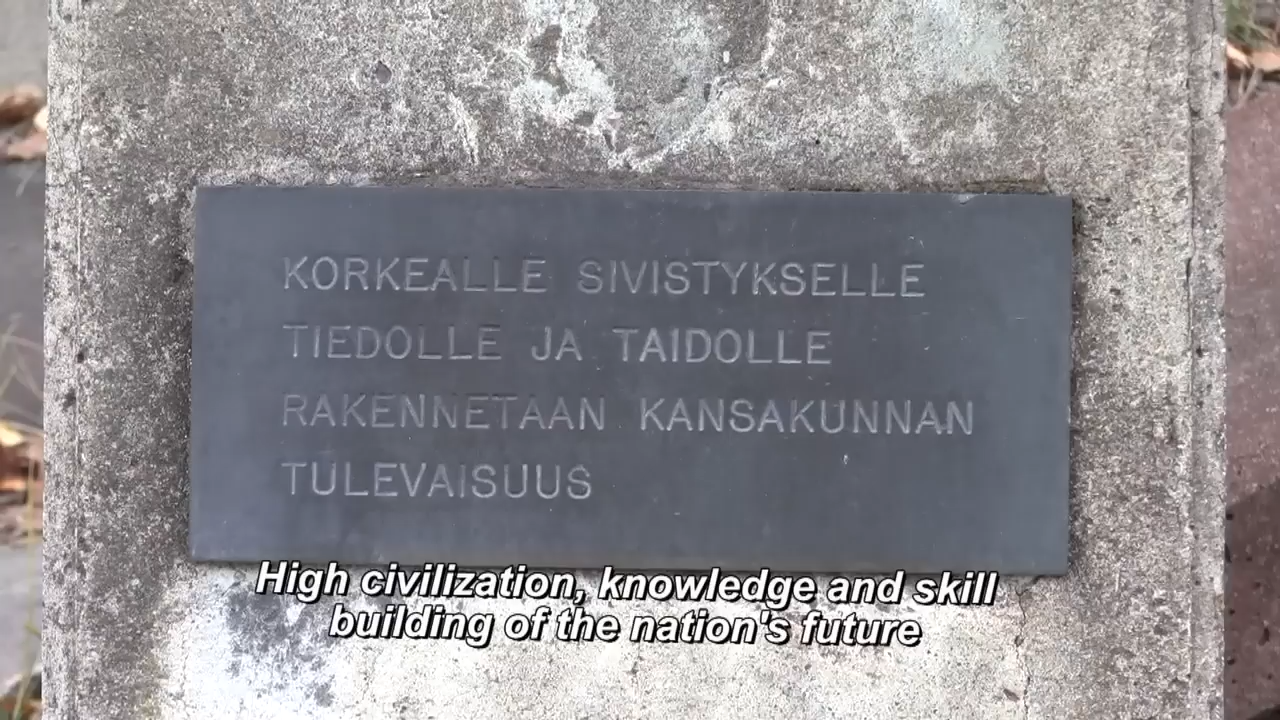 KORKEALLE SIVISTYKSELLE
TIEDOLLE JA TAIDOLLE
RAKENNETAAN KANSAKUNNAN
TULEVAISUUS
High civilization, knowledge and skill
building of the nation's future